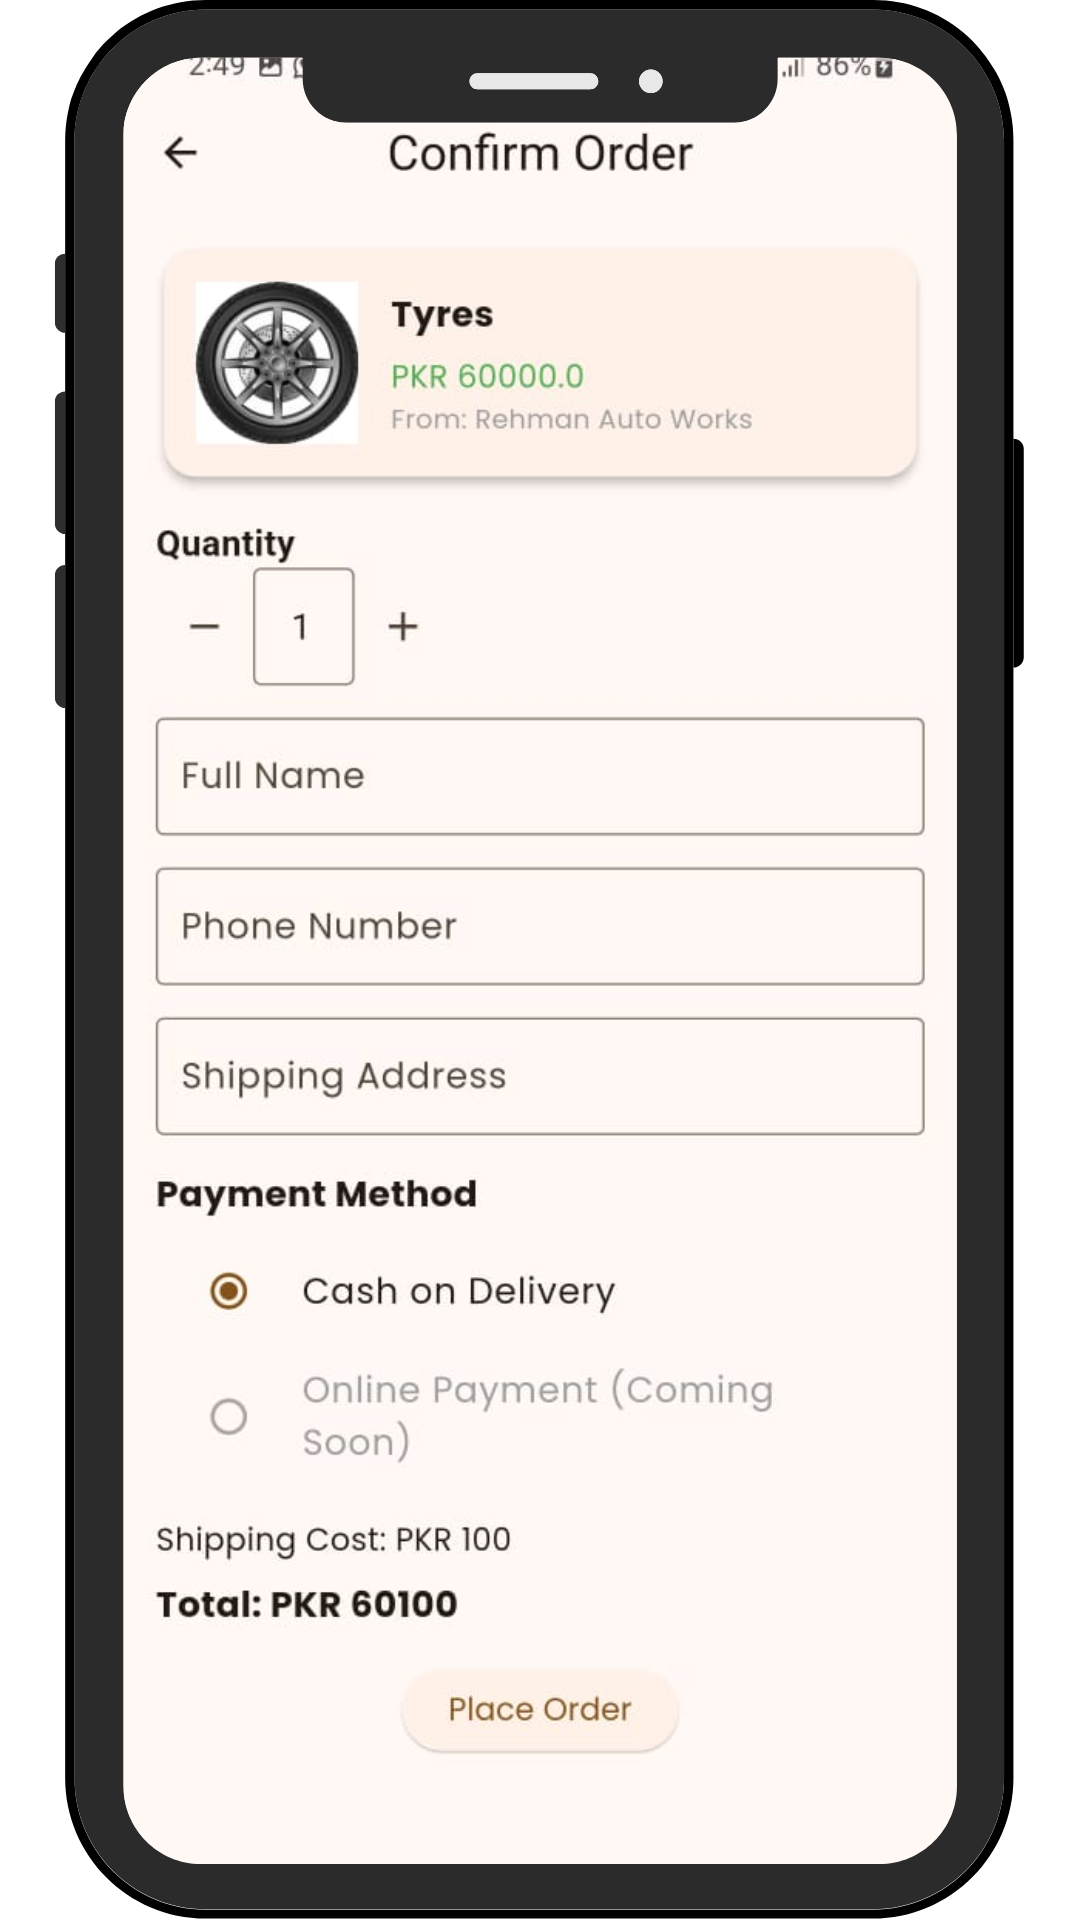 2:49 86%
Confirm Order
Tyres
PKR 60000.0
From: Rehman Auto Works
Quantity
1
Full Name
Phone Number
Shipping Address
Payment Method
Cash on Delivery
Online Payment (Coming
Soon)
Shipping Cost: PKR 100
Total: PKR 60100
Place Order